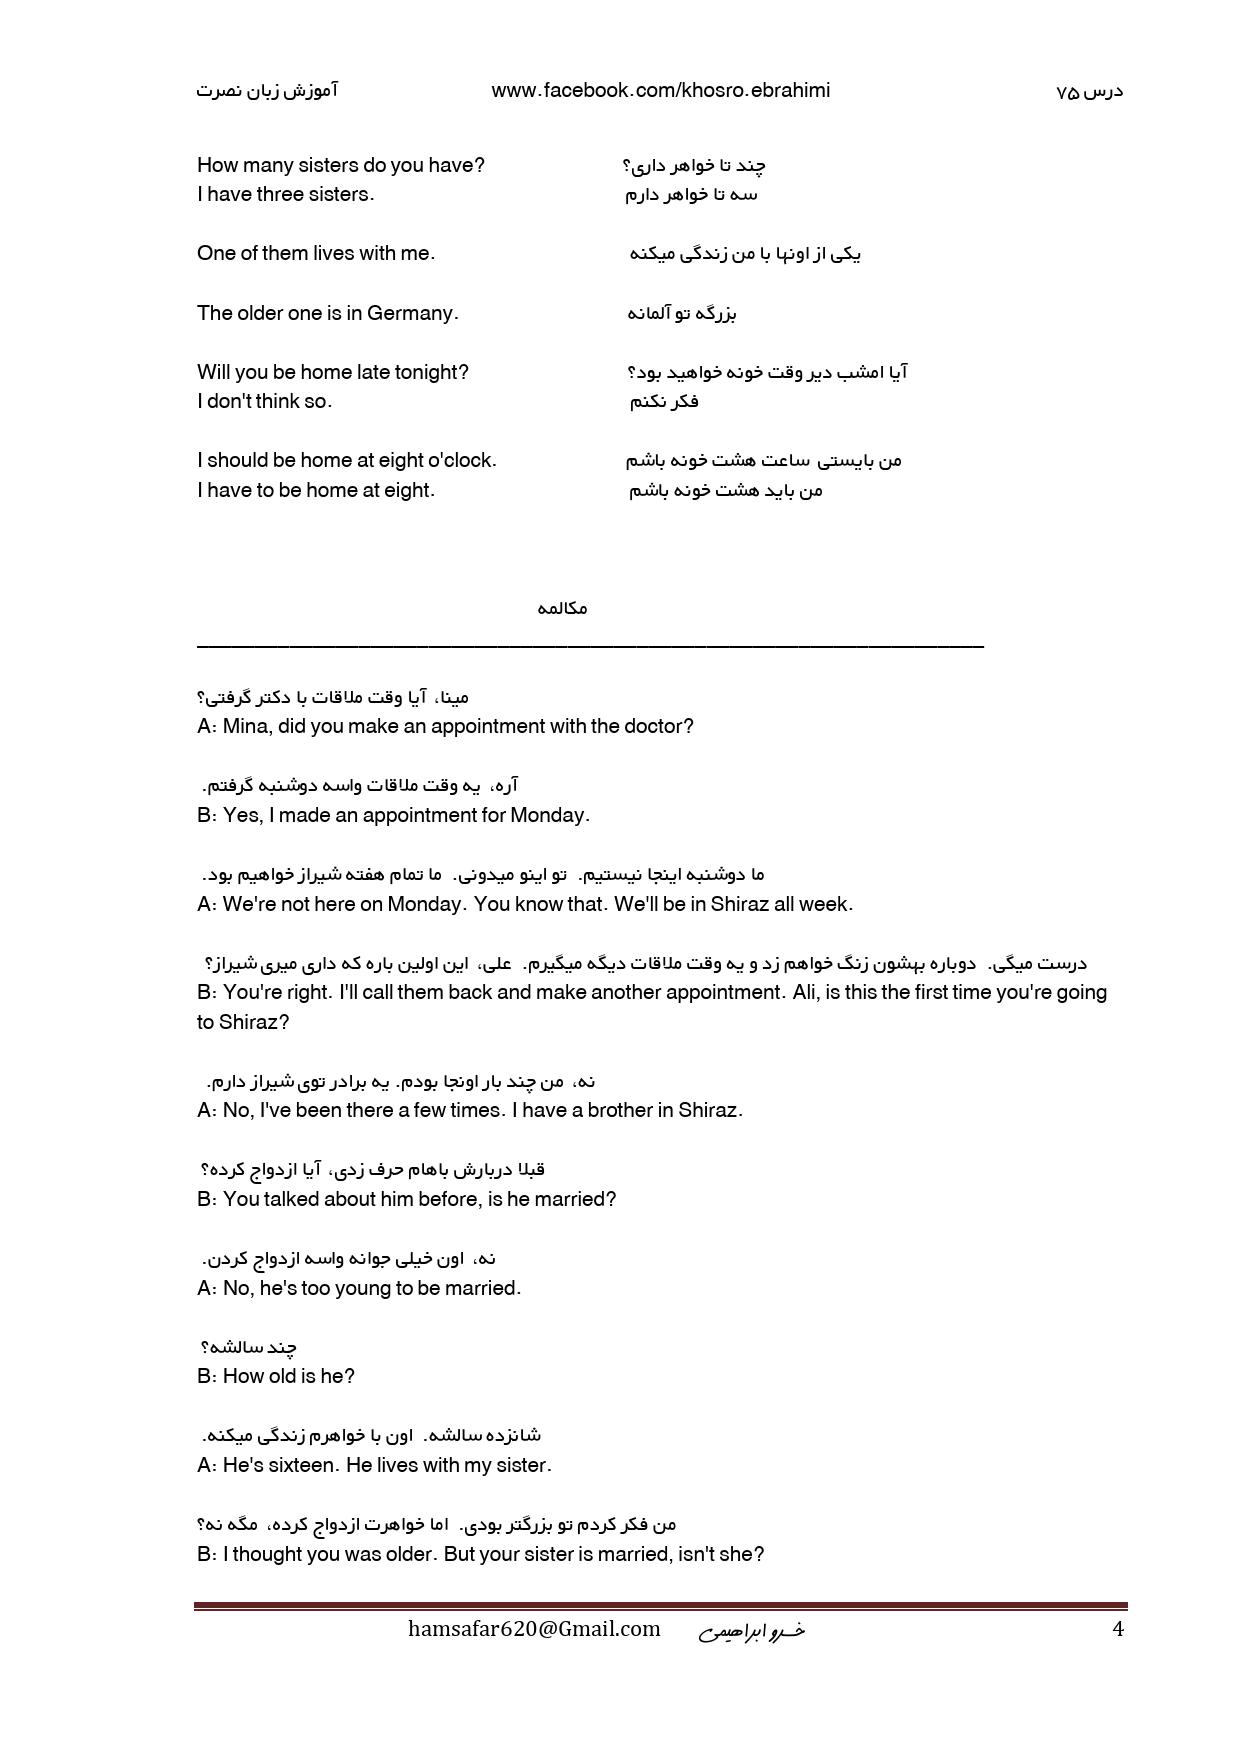 آموزش زبان نصرت www.facebook.com/khosro.ebrahimi درس ۷۵
How many sisters do you have? چند تا خواهر داری؟
I have three sisters. سه تا خواهر دارم
One of them lives with me. یکی از اونها با من زندگی میکنه
The older one is in Germany. بزرگه تو آلمانه
Will you be home late tonight? آیا امشب دیر وقت خونه خواهید بود؟
I don't think so. فکر نکنم
I should be home at eight o'clock. من بایستی ساعت هشت خونه باشم
I have to be home at eight. من باید هشت خونه باشم
مکالمه
مینا، آیا وقت ملاقات با دکتر گرفتی؟
A: Mina, did you make an appointment with the doctor?
آره، یه وقت ملاقات واسه دوشنبه گرفتم.
B: Yes, I made an appointment for Monday.
ما دوشنبه اینجا نیستیم. تو اینو میدونی. ما تمام هفته شیراز خواهیم بود.
A: We're not here on Monday. You know that. We'll be in Shiraz all week.
درست میگی. دوباره بهشون زنگ خواهم زد و یه وقت ملاقات دیگه میگیرم. علی، این اولین باره که داری میری شیراز؟
B: You're right. I'll call them back and make another appointment. Ali, is this the first time you're going
to Shiraz?
نه، من چند بار اونجا بودم. یه برادر توی شیراز دارم.
A: No, I've been there a few times. I have a brother in Shiraz.
قبلا دربارش باهام حرف زدی، آیا ازدواج کرده؟
B: You talked about him before, is he married?
نه، اون خیلی جوانه واسه ازدواج کردن.
A: No, he's too young to be married.
چند سالشه؟
B: How old is he?
شانزده سالشه. اون با خواهرم زندگی میکنه.
A: He's sixteen. He lives with my sister.
من فکر کردم تو بزرگتر بودی. اما خواهرت ازدواج کرده، مگه نه؟
B: I thought you was older. But your sister is married, isn't she?
hamsafar620@Gmail.com خسرو ابراهیمی 4